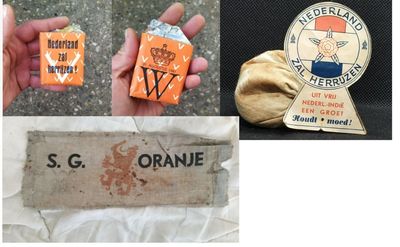 Nederland
zal
herrijzen!
W
NEDERLAND
ZAL HERRIJZEN
UIT VRIJ
NEDERL-INDIË
EEN GROET
Houdt • moed!
S. G. ORANJE